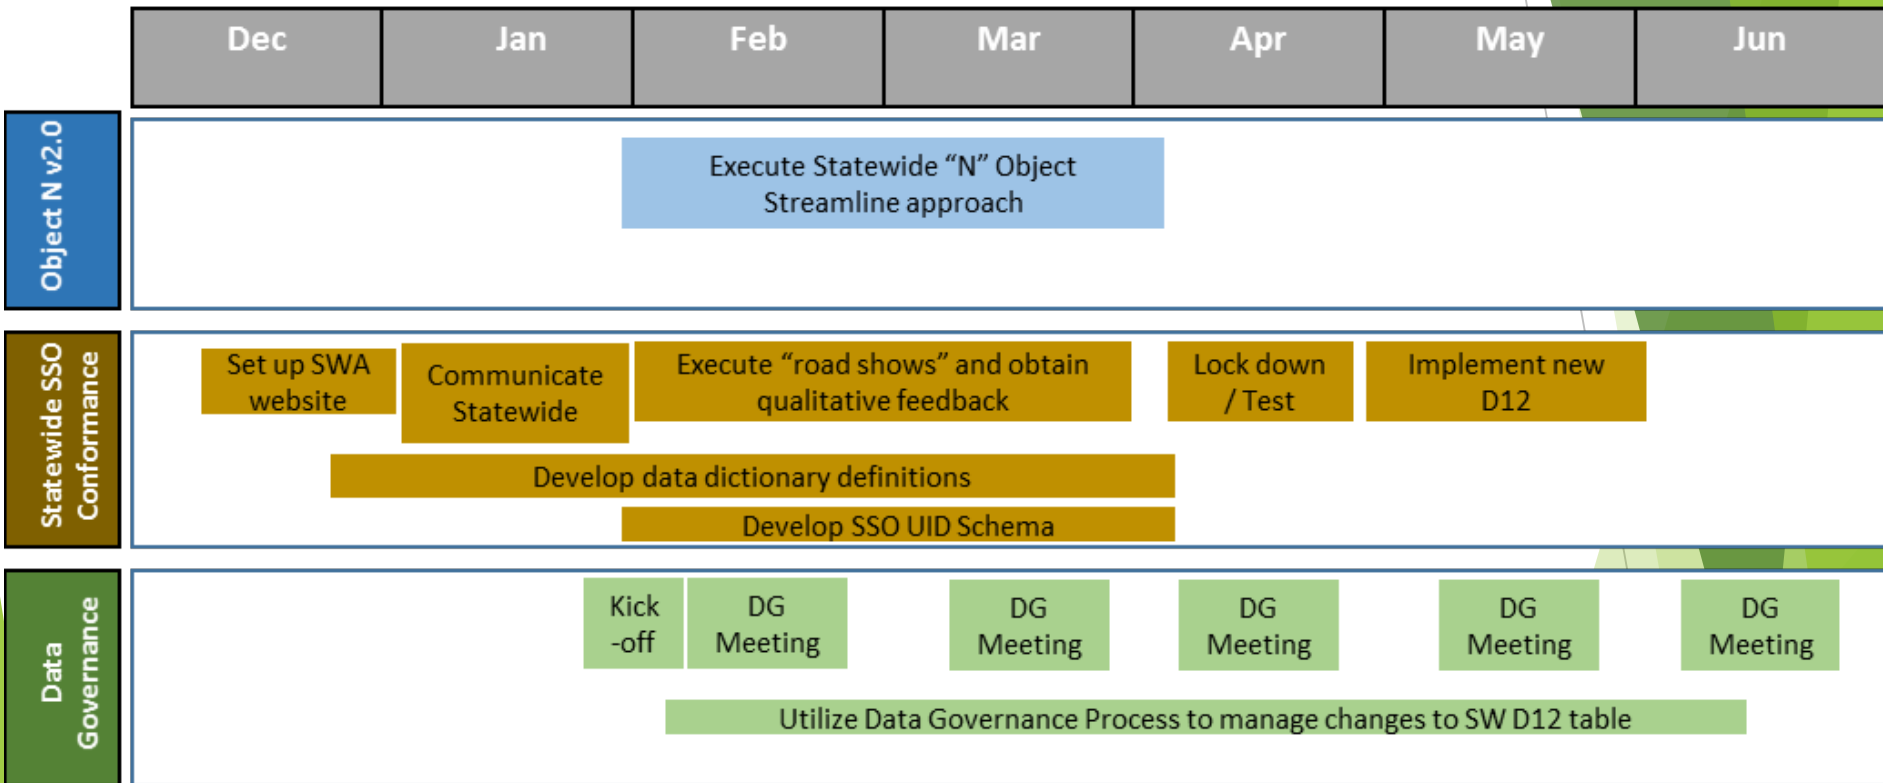 Dec
Jan
Feb
Mar
Apr
May
Jun
Object N v2.0
Execute Statewide “N” Object
Streamline approach
Statewide SSO
Conformance
Set up SWA
website
Communicate
Statewide
Execute “road shows” and obtain
qualitative feedback
Lock down
/ Test
Implement new
D12
Develop data dictionary definitions
Develop SSO UID Schema
Data
Governance
Kick
-off
DG
Meeting
DG
Meeting
DG
Meeting
DG
Meeting
DG
Meeting
Utilize Data Governance Process to manage changes to SW D12 table